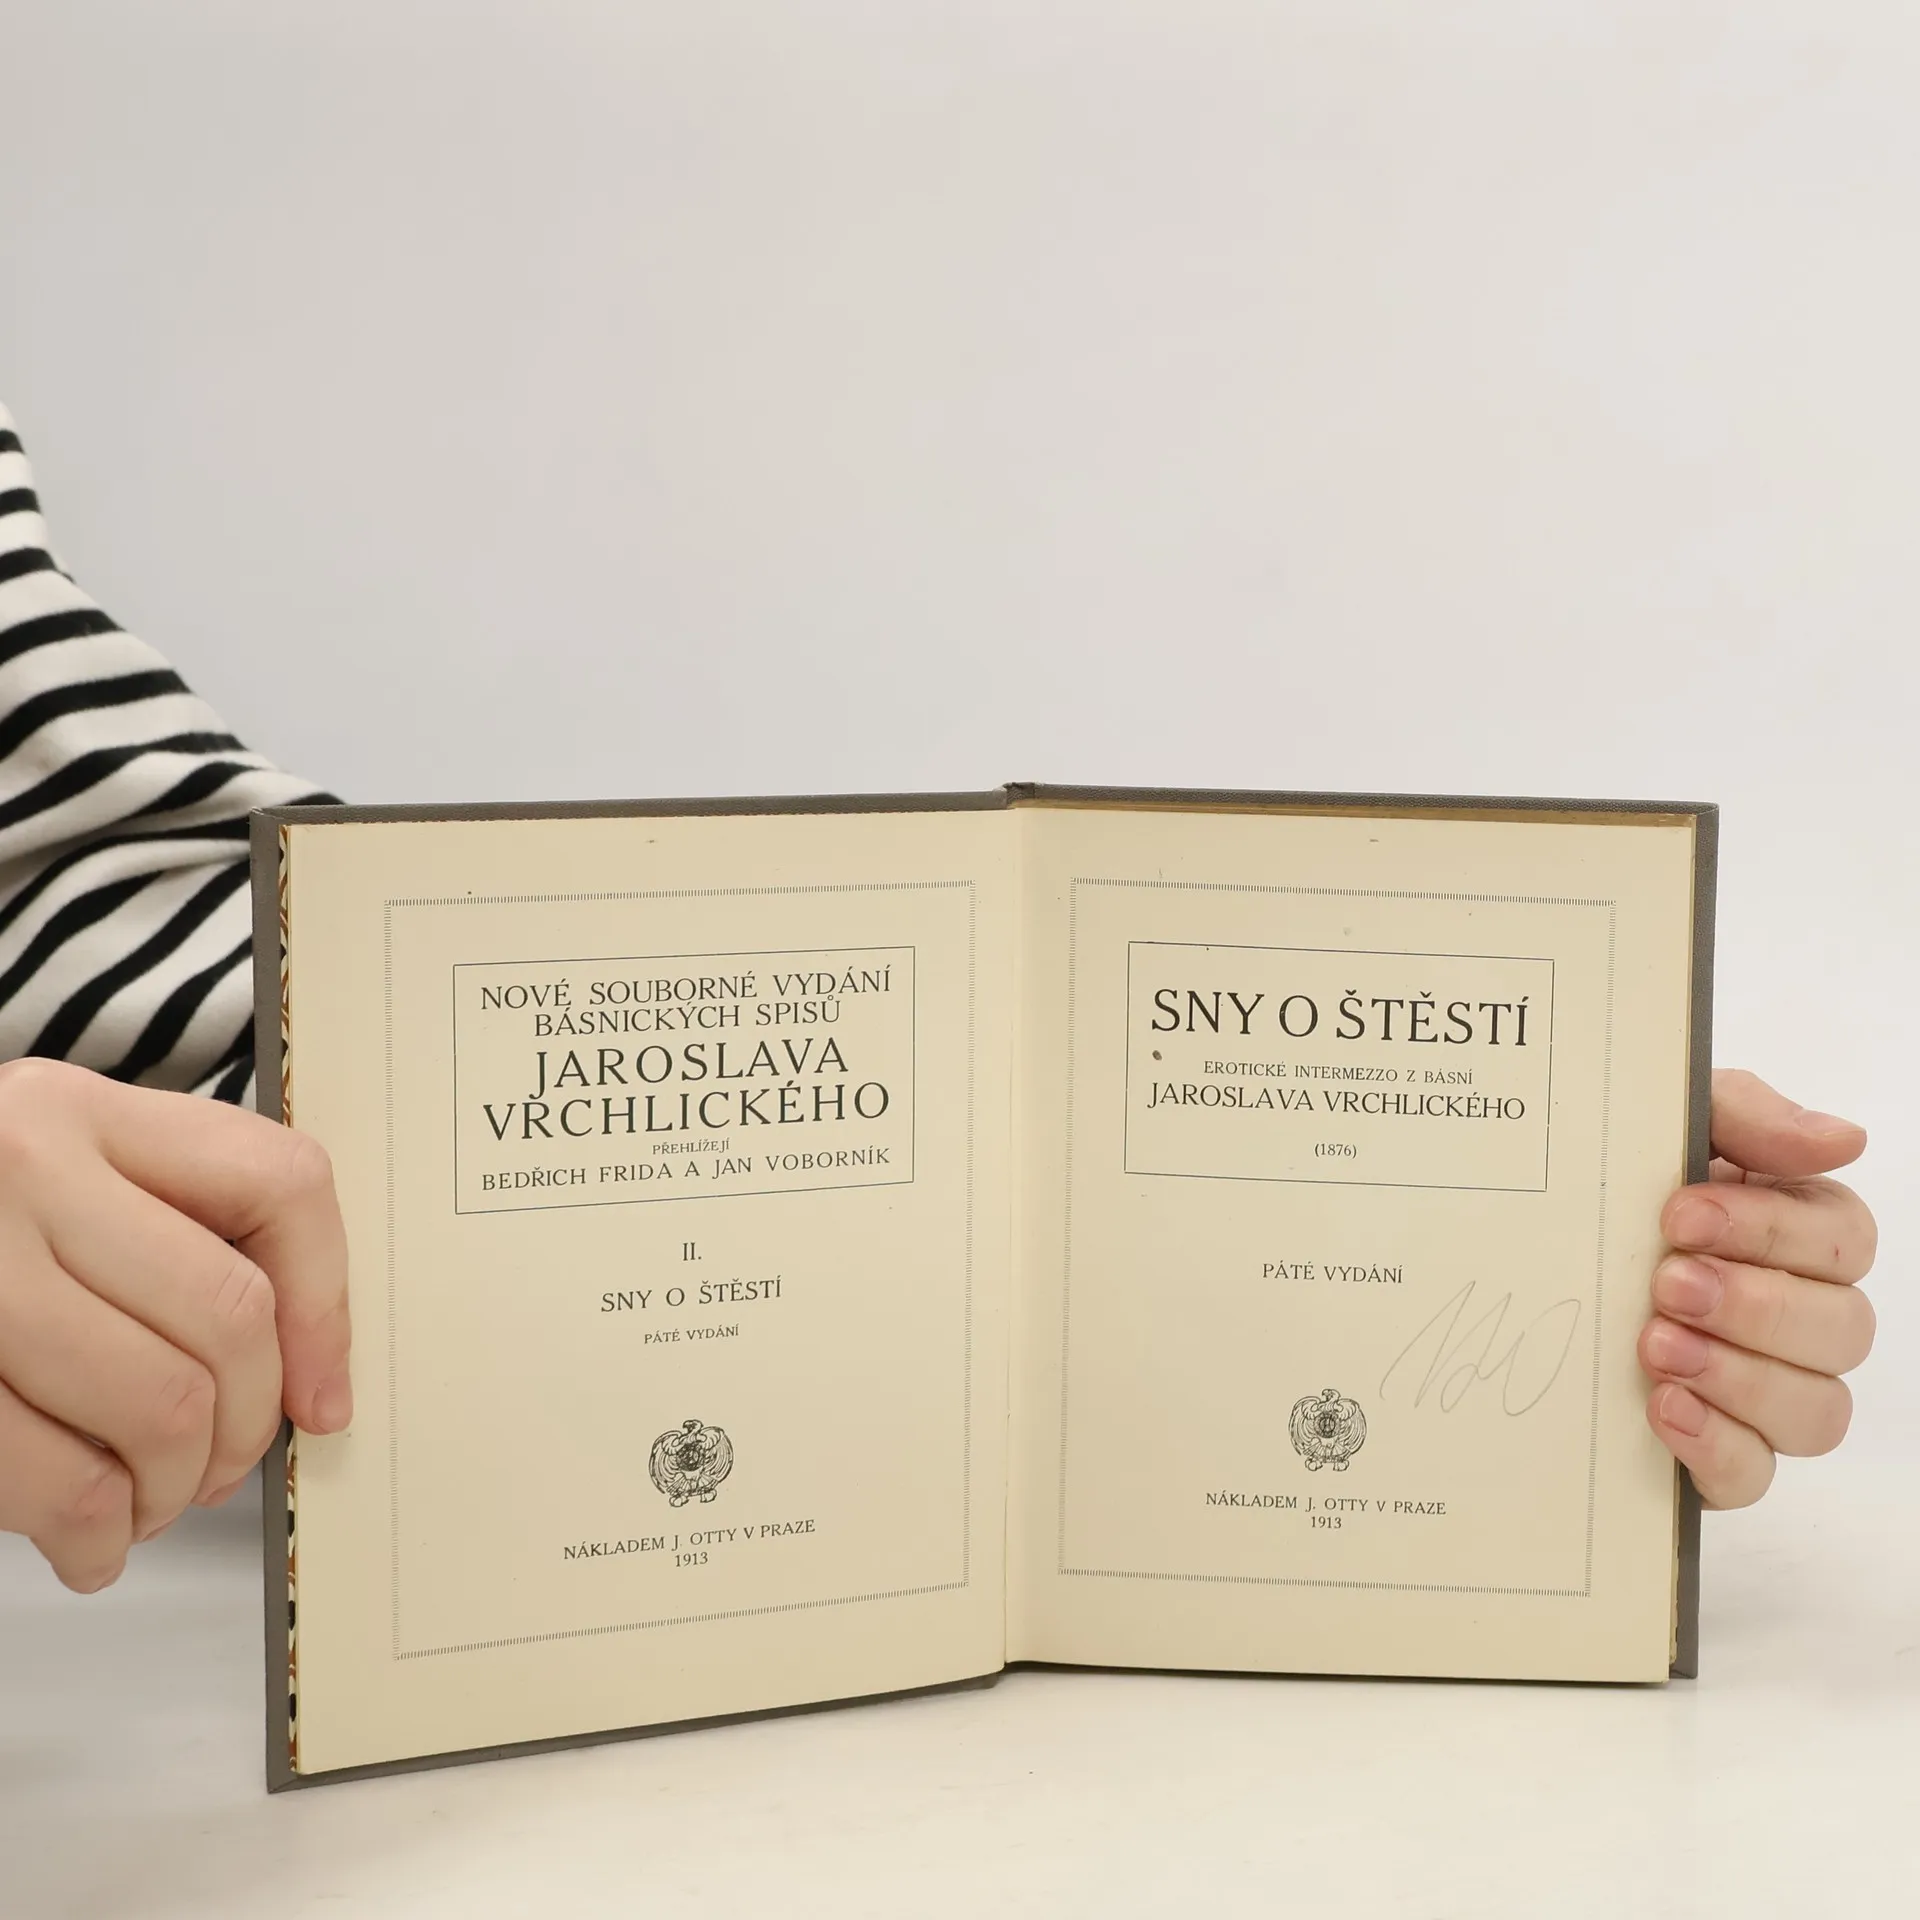 NOVÉ SOUBORNÉ VYDÁNÍ
BÁSNICKÝCH SPISŮ
JAROSLAVA
VRCHLICKÉHO
PŘEHLÍŽEJÍ
BEDŘICH FRIDA A JAN VOBORNÍK
II.
SNY O ŠTĚSTÍ
PÁTÉ VYDÁNÍ
NÁKLADEM J. OTTY V PRAZE
1913
SNY O ŠTĚSTÍ
EROTICKÉ INTERMEZZO Z BÁSNÍ
JAROSLAVA VRCHLICKÉHO
(1876)
PÁTÉ VYDÁNÍ
NÁKLADEM J. OTTY V PRAZE
1913